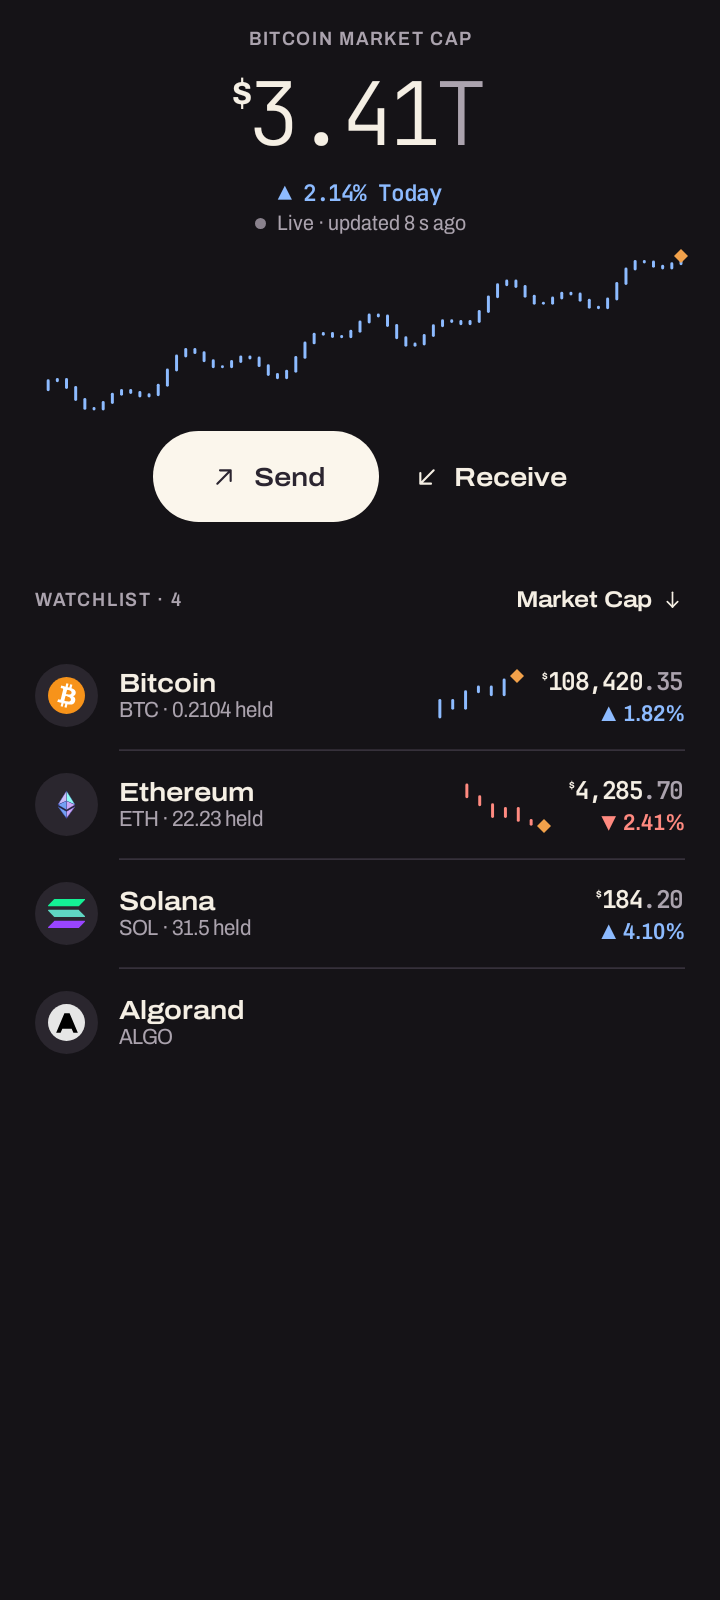 BITCOIN MARKET CAP
$3.41T
▲ 2.14% Today
Live · updated 8 s ago
Send
Receive
WATCHLIST · 4
Market Cap ↓
Bitcoin
BTC · 0.2104 held
$108,420.35
▲ 1.82%
Ethereum
ETH · 22.23 held
$4,285.70
▼ 2.41%
Solana
SOL · 31.5 held
$184.20
▲ 4.10%
Algorand
ALGO